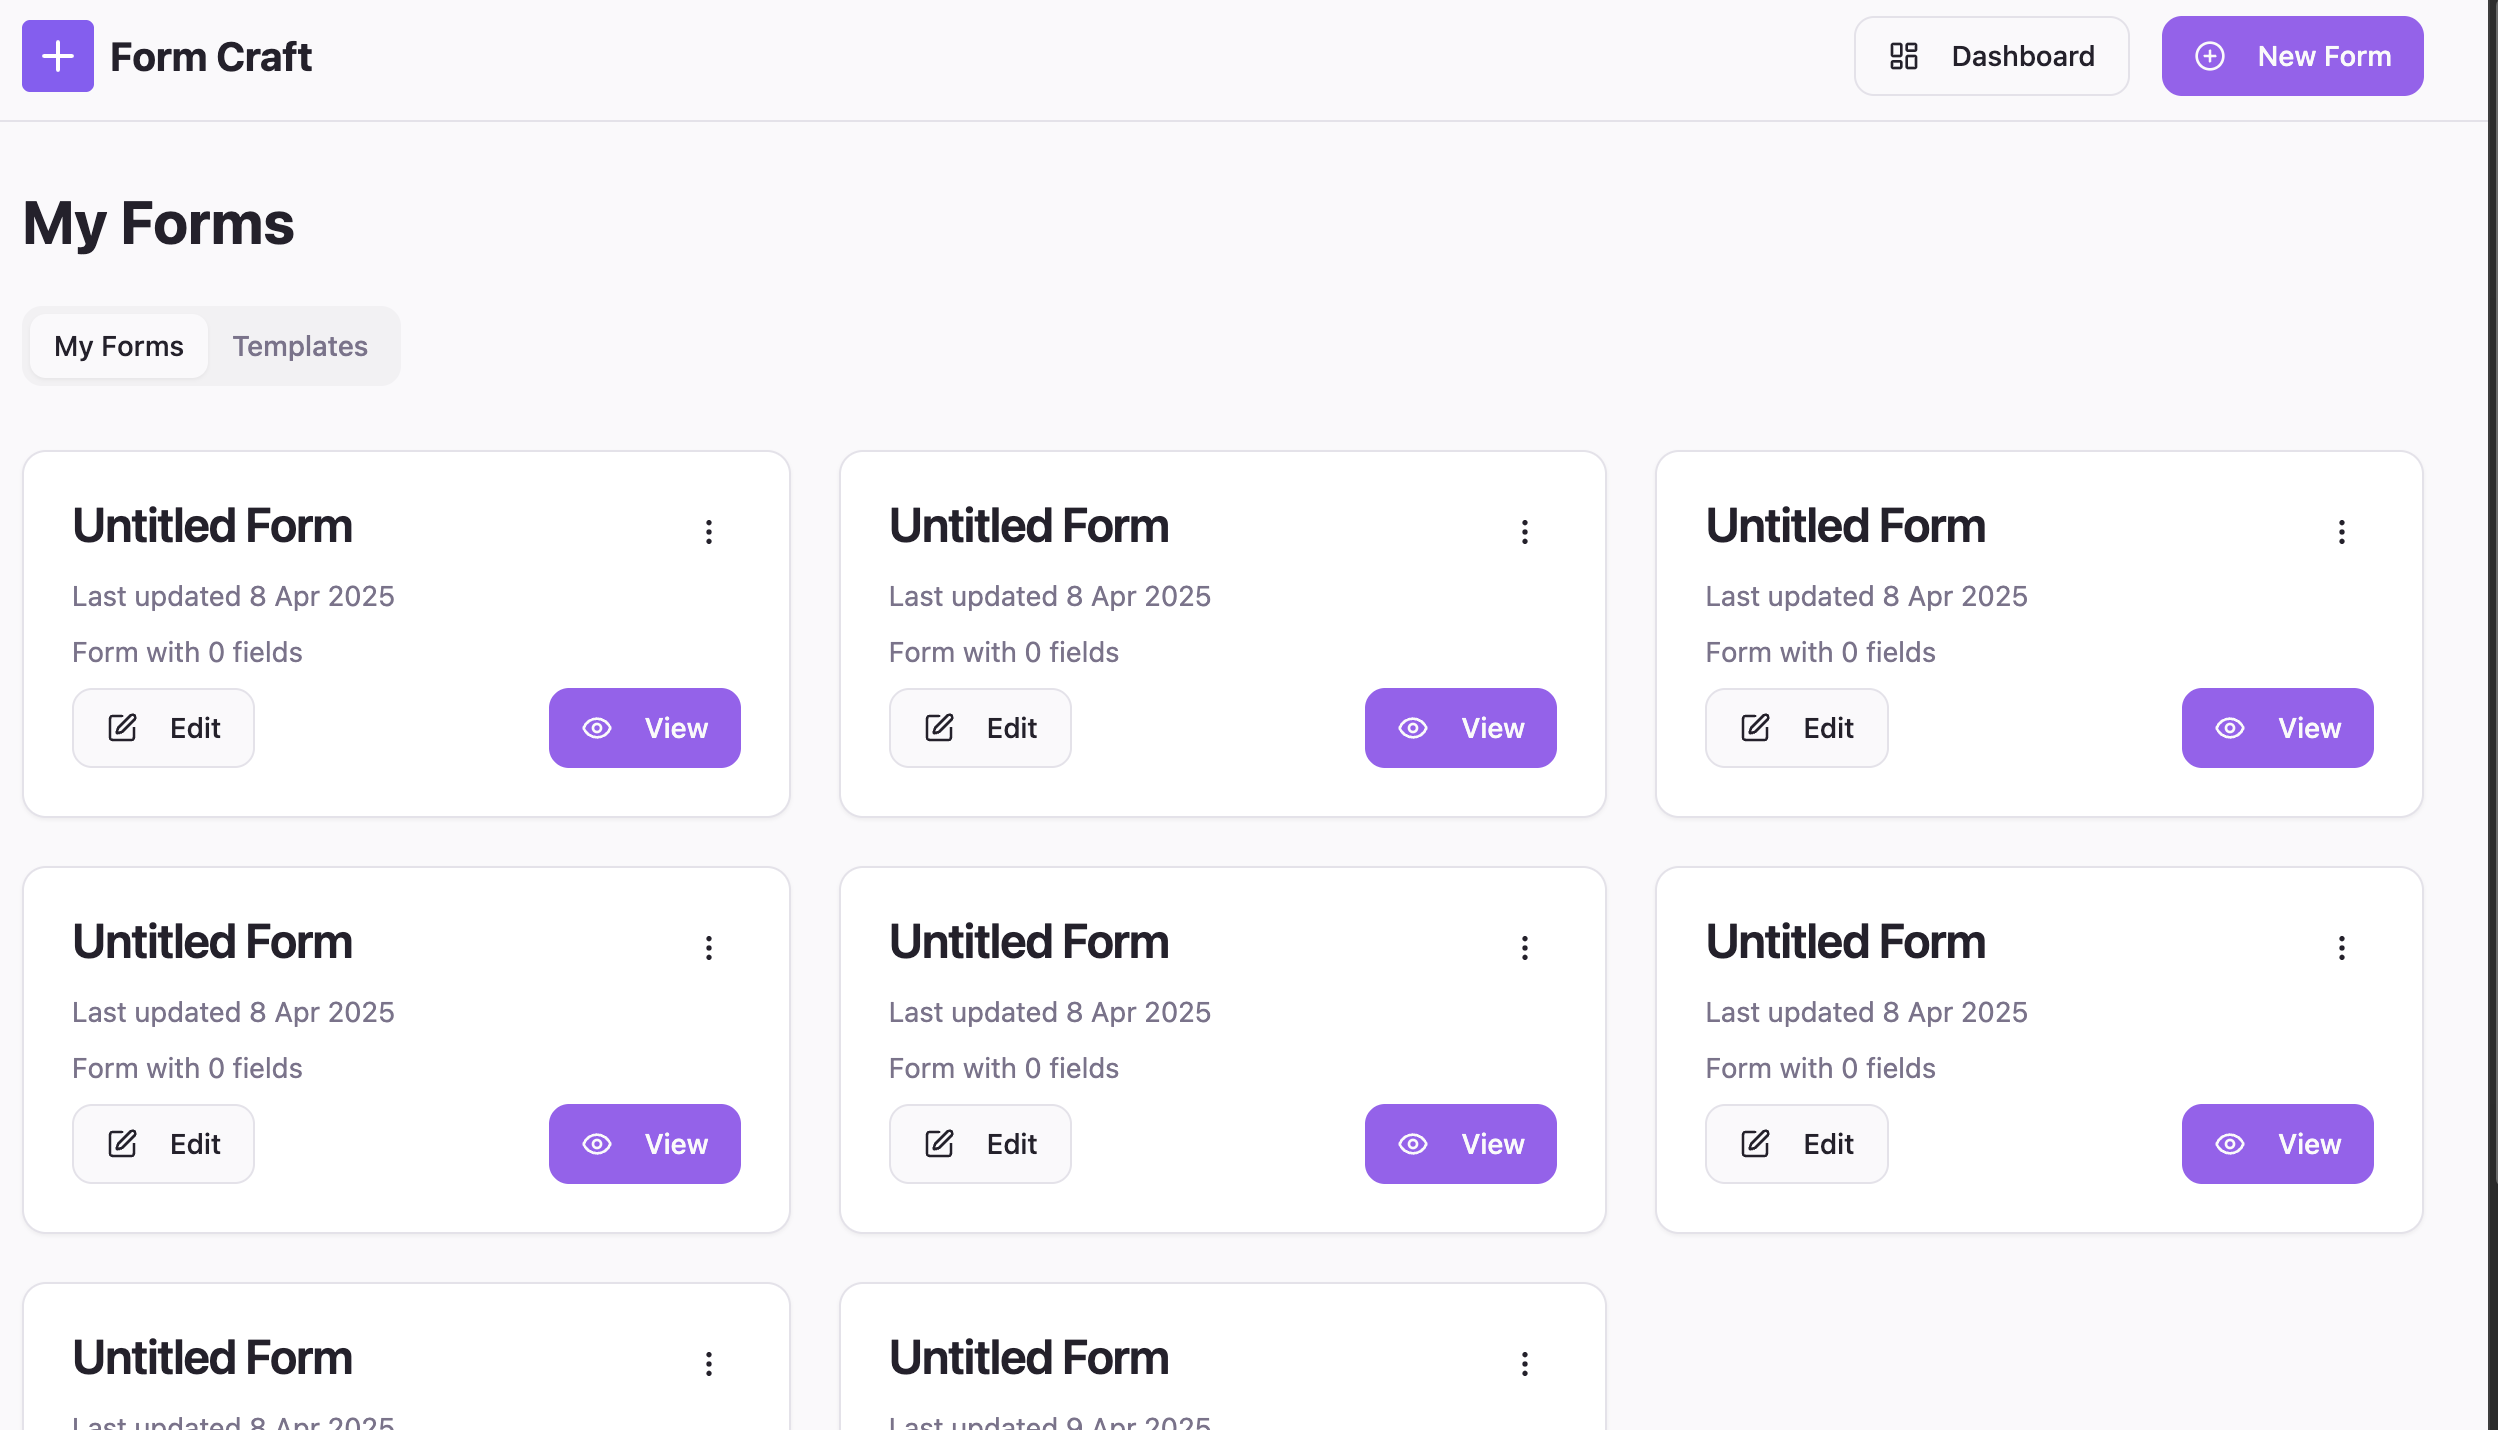 Form Craft
Dashboard
New Form
My Forms
My Forms
Templates
Untitled Form
Last updated 8 Apr 2025
Form with 0 fields
Edit
View
Untitled Form
Last updated 8 Apr 2025
Form with 0 fields
Edit
View
Untitled Form
Last updated 8 Apr 2025
Form with 0 fields
Edit
View
Untitled Form
Last updated 8 Apr 2025
Form with 0 fields
Edit
View
Untitled Form
Last updated 8 Apr 2025
Form with 0 fields
Edit
View
Untitled Form
Last updated 8 Apr 2025
Form with 0 fields
Edit
View
Untitled Form
Last updated 8 Apr 2025
Untitled Form
Last updated 9 Apr 2025